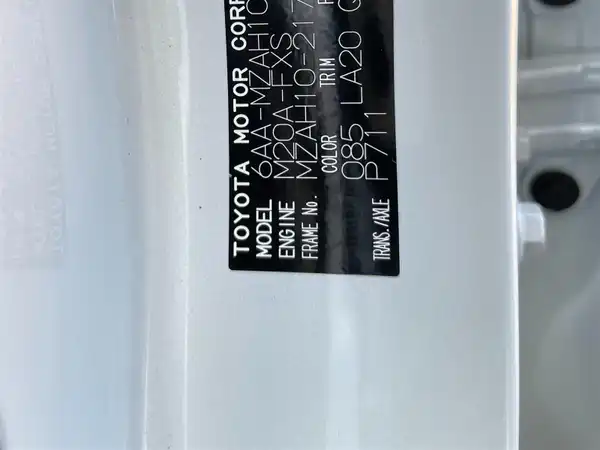 TOYOTA MOTOR CORP
MODEL 6AA-MZAH10
ENGINE M20A-FXS
FRAME No. MZAH10-217
COLOR TRIM
085 LA20
TRANS./AXLE P711